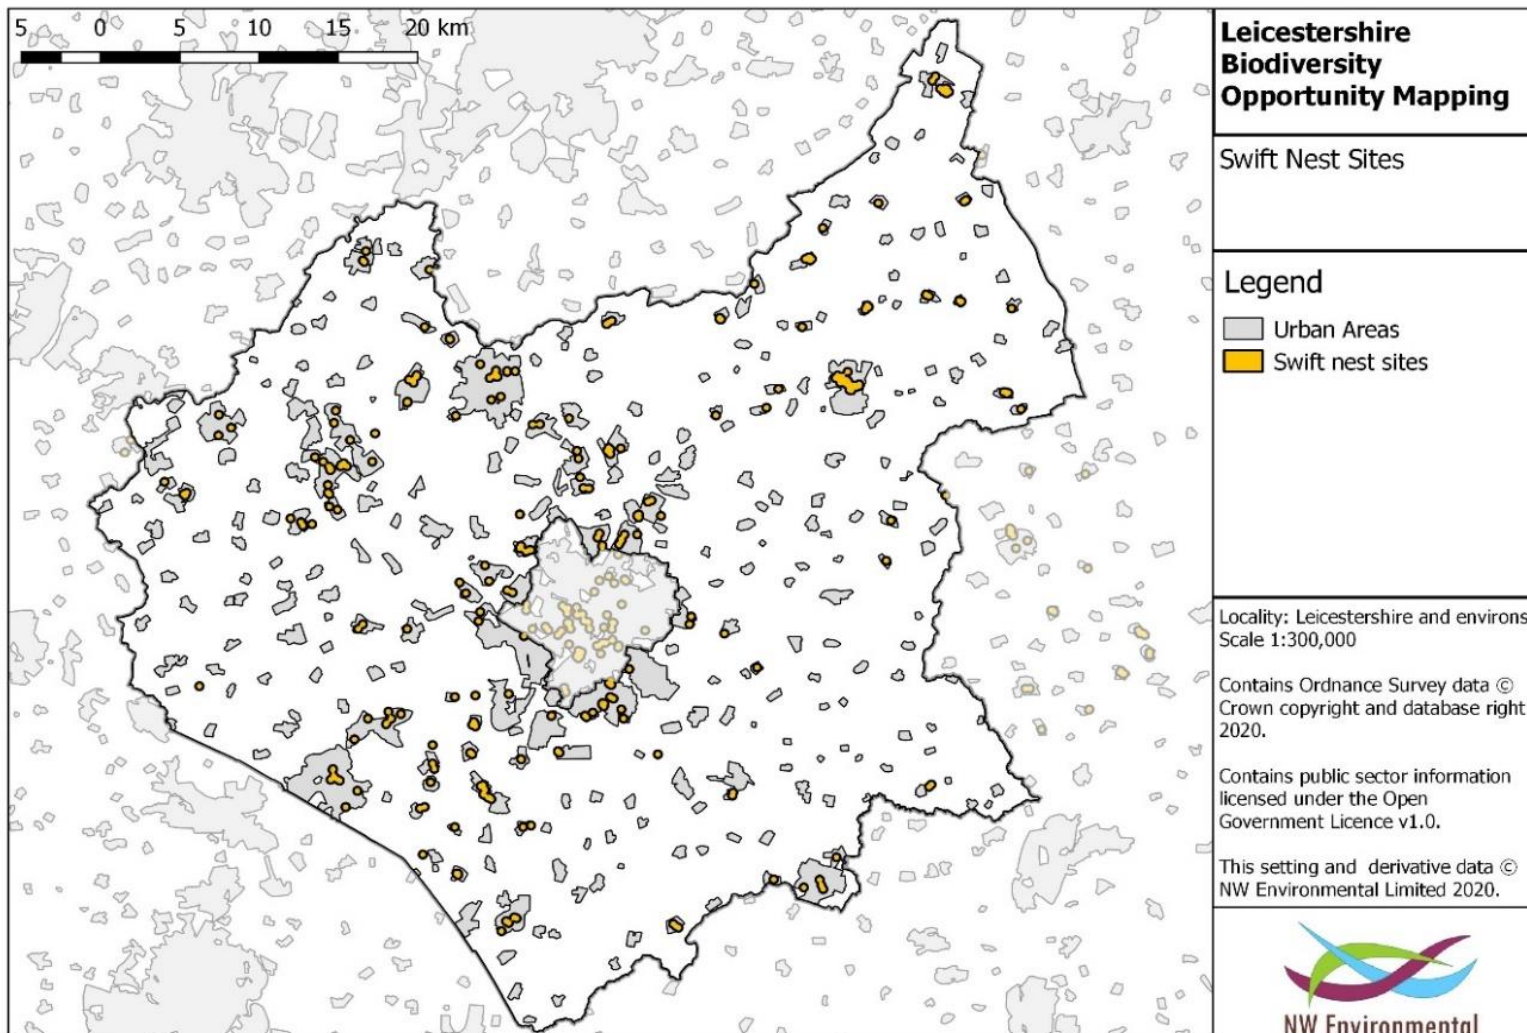 5 0 5 10 15 20 km
Leicestershire
Biodiversity
Opportunity Mapping
Swift Nest Sites
Legend
Urban Areas
Swift nest sites
Locality: Leicestershire and environs
Scale 1:300,000
Contains Ordnance Survey data ©
Crown copyright and database right
2020.
Contains public sector information
licensed under the Open
Government Licence v1.0.
This setting and derivative data ©
NW Environmental Limited 2020.
NW Environmental